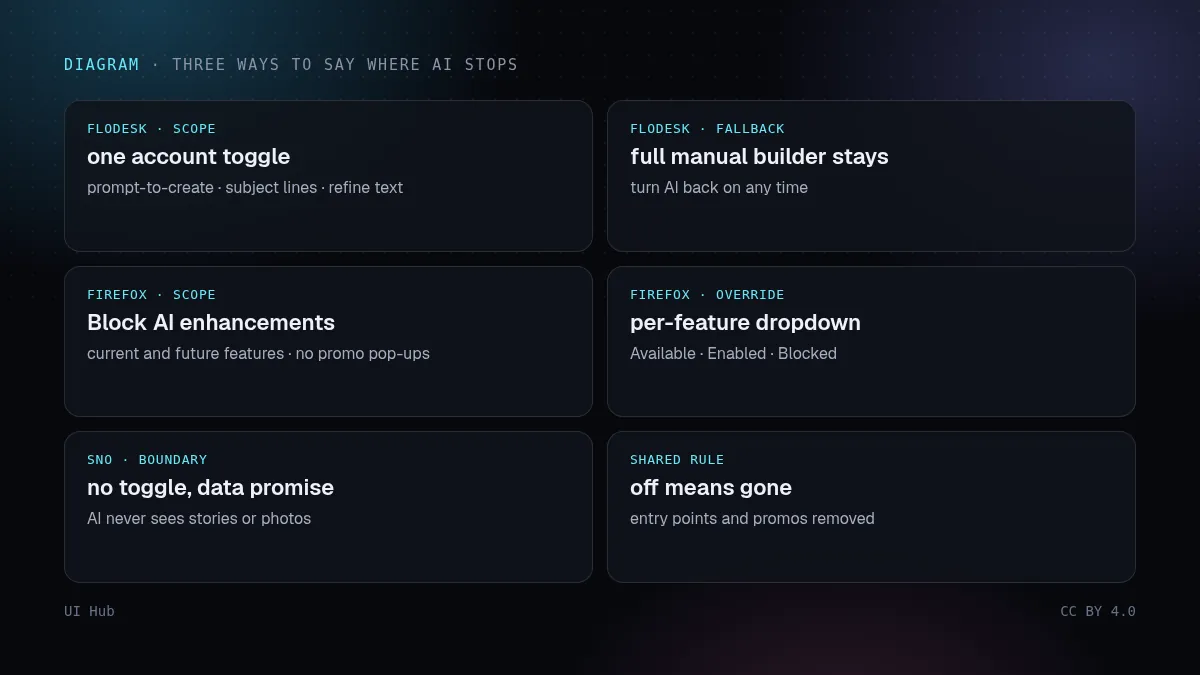 DIAGRAM · THREE WAYS TO SAY WHERE AI STOPS
FLODESK · SCOPE
one account toggle
prompt-to-create · subject lines · refine text
FLODESK · FALLBACK
full manual builder stays
turn AI back on any time
FIREFOX · SCOPE
Block AI enhancements
current and future features · no promo pop-ups
FIREFOX · OVERRIDE
per-feature dropdown
Available · Enabled · Blocked
SNO · BOUNDARY
no toggle, data promise
AI never sees stories or photos
SHARED RULE
off means gone
entry points and promos removed
UI Hub
CC BY 4.0